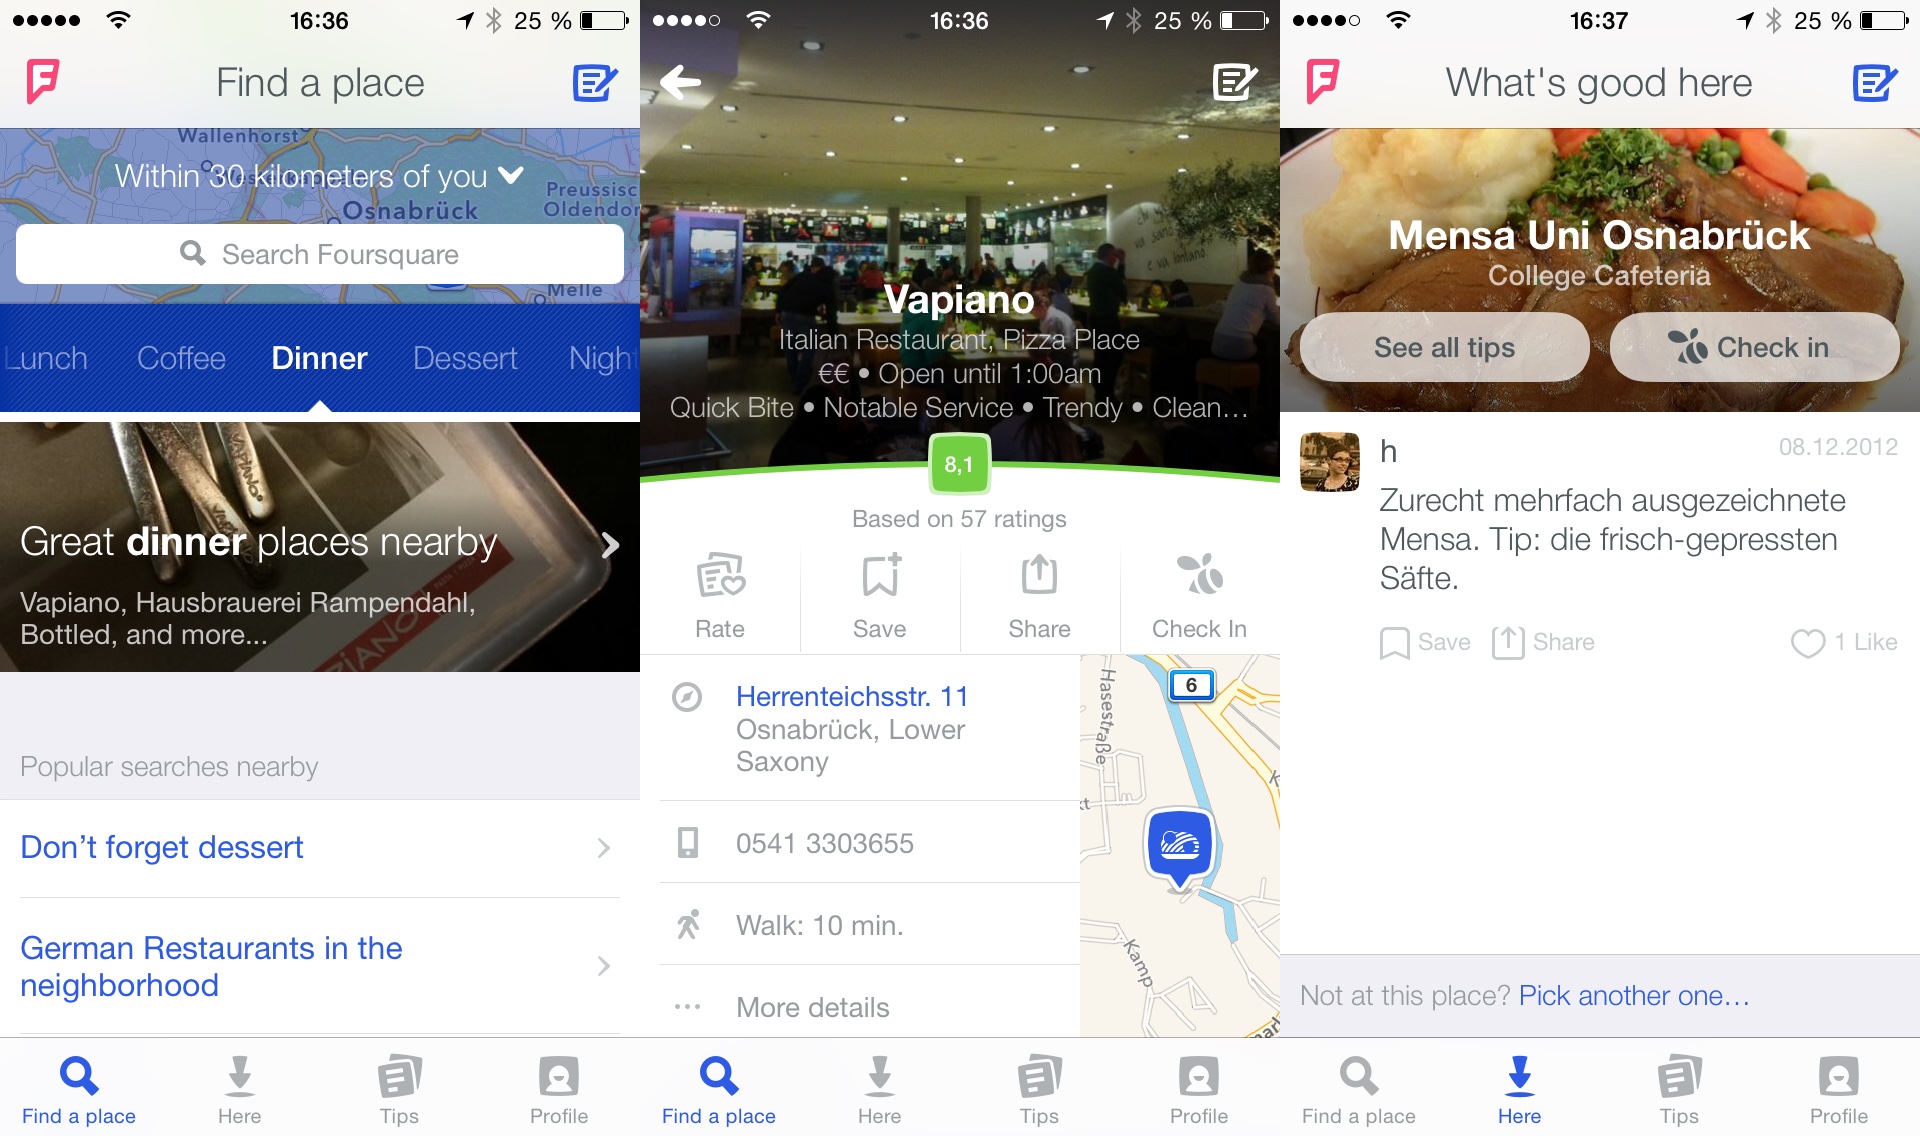 16:36
25 %
Find a place
Wallenhorst
Within 30 kilometers of you
Preussisc
Oldendor
Osnabrück
Search Foursquare
Melle
Lunch Coffee Dinner Dessert Night
VAPIANO
Great dinner places nearby
Vapiano, Hausbrauerei Rampendahl,
Bottled, and more...
Popular searches nearby
Don’t forget dessert
German Restaurants in the
neighborhood
Find a place Here Tips Profile
16:36
25 %
Vapiano
Italian Restaurant, Pizza Place
€€ • Open until 1:00am
Quick Bite • Notable Service • Trendy • Clean…
8,1
Based on 57 ratings
Rate Save Share Check In
Herrenteichsstr. 11
Osnabrück, Lower
Saxony
0541 3303655
Walk: 10 min.
More details
6
Hasestraße
Kamp
Find a place Here Tips Profile
16:37
25 %
What's good here
Mensa Uni Osnabrück
College Cafeteria
See all tips
Check in
h
08.12.2012
Zurecht mehrfach ausgezeichnete
Mensa. Tip: die frisch-gepressten
Säfte.
Save Share 1 Like
Not at this place? Pick another one…
Find a place Here Tips Profile